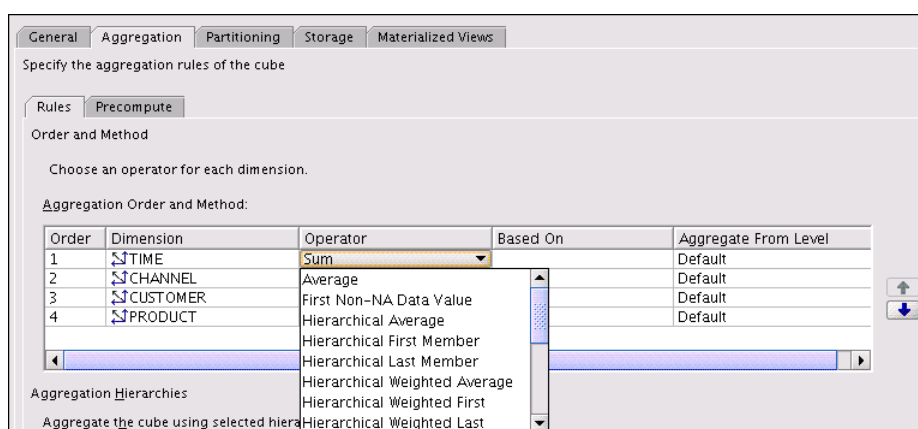 General Aggregation Partitioning Storage Materialized Views
Specify the aggregation rules of the cube
Rules Precompute
Order and Method
Choose an operator for each dimension.
Aggregation Order and Method:
Order Dimension Operator Based On Aggregate From Level
1 TIME Sum Default
2 CHANNEL Default
3 CUSTOMER Default
4 PRODUCT Default
Average
First Non-NA Data Value
Hierarchical Average
Hierarchical First Member
Hierarchical Last Member
Hierarchical Weighted Average
Hierarchical Weighted First
Hierarchical Weighted Last
Aggregation Hierarchies
Aggregate the cube using selected hiera